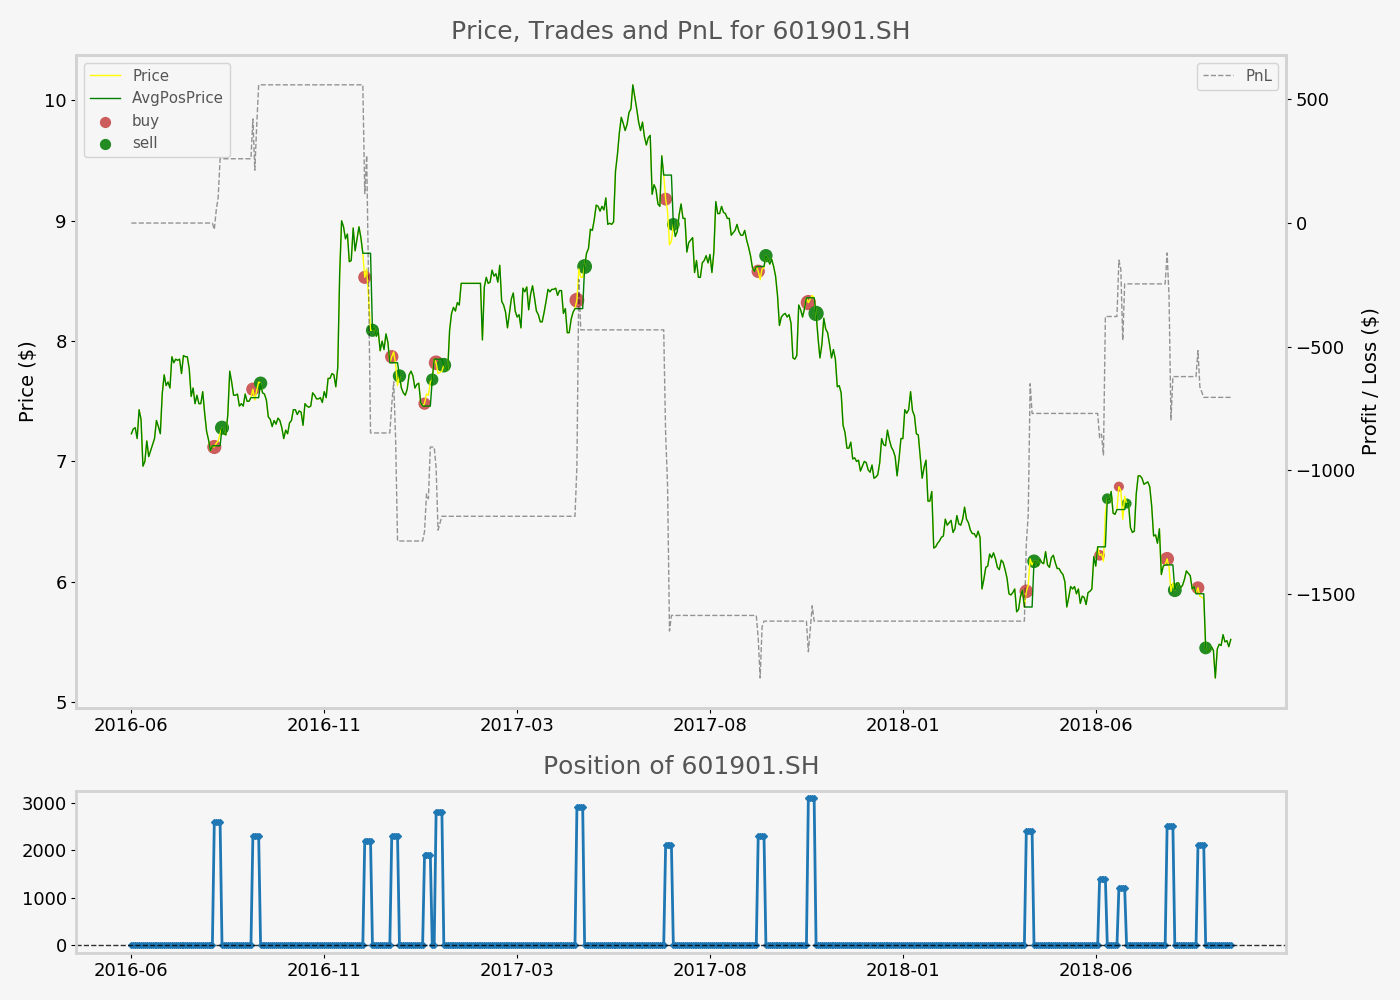 Price, Trades and PnL for 601901.SH
Price
AvgPosPrice
buy
sell
PnL
10
9
8
7
6
5
Price ($)
500
0
−500
−1000
−1500
Profit / Loss ($)
2016-06 2016-11 2017-03 2017-08 2018-01 2018-06
Position of 601901.SH
3000
2000
1000
0
2016-06 2016-11 2017-03 2017-08 2018-01 2018-06